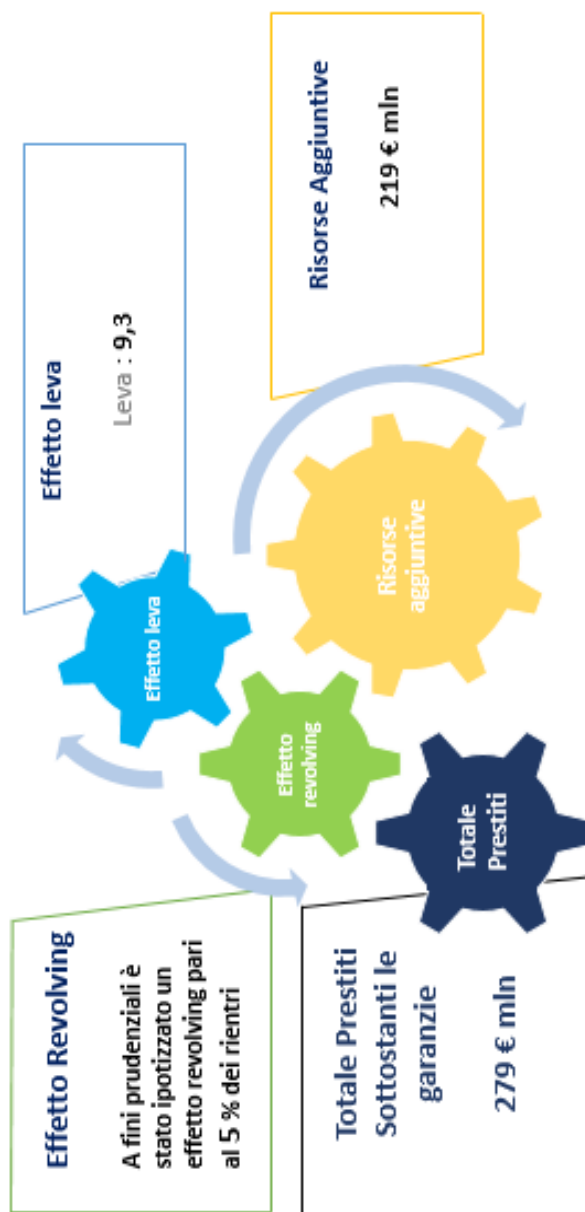 Effetto Revolving
A fini prudenziali è
stato ipotizzato un
effetto revolving pari
al 5 % dei rientri
Effetto leva
Leva : 9,3
Effetto leva
Effetto
revolving
Totale Prestiti
Sottostanti le
garanzie
279 € mln
Totale
Prestiti
Risorse
aggiuntive
Risorse Aggiuntive
219 € mln